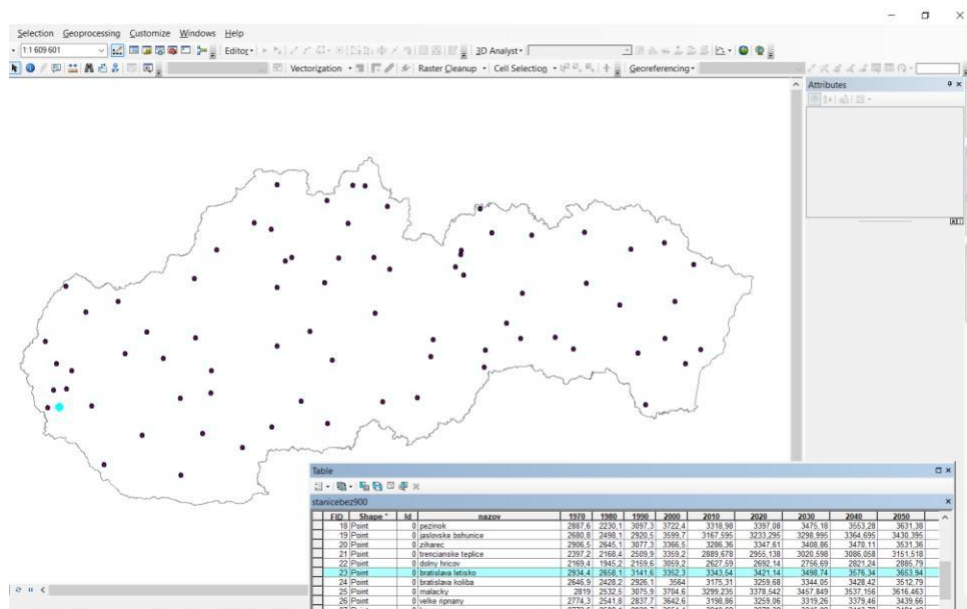 Selection Geoprocessing Customize Windows Help
1:1 609 601 Editor 3D Analyst
Vectorization Raster Cleanup Cell Selection Georeferencing
Attributes
Table
stanicebez900
FID Shape * Id nazov 1970 1980 1990 2000 2010 2020 2030 2040 2050
18 Point 0 pezinok 2887,6 2230,1 3097,3 3722,4 3318,98 3397,08 3475,18 3553,28 3631,38
19 Point 0 jaslovske bohunice 2680,8 2498,1 2920,5 3599,7 3167,595 3233,295 3298,995 3364,695 3430,395
20 Point 0 ziharec 2906,5 2645,1 3077,3 3366,5 3286,36 3347,61 3408,86 3470,11 3531,36
21 Point 0 trencianske teplice 2397,2 2168,4 2509,9 3359,2 2889,678 2955,138 3020,598 3086,058 3151,518
22 Point 0 dolny hricov 2169,4 1945,2 2159,6 3059,2 2627,59 2692,14 2756,69 2821,24 2885,79
23 Point 0 bratislava letisko 2934,4 2658,1 3141,6 3352,3 3343,54 3421,14 3498,74 3576,34 3653,94
24 Point 0 bratislava koliba 2646,9 2428,2 2926,1 3564 3175,31 3259,68 3344,05 3428,42 3512,79
25 Point 0 malacky 2819 2532,5 3075,9 3704,6 3299,235 3378,542 3457,849 3537,156 3616,463
26 Point 0 velke ripnany 2774,3 2541,8 2837,7 3642,6 3198,86 3259,06 3319,26 3379,46 3439,66